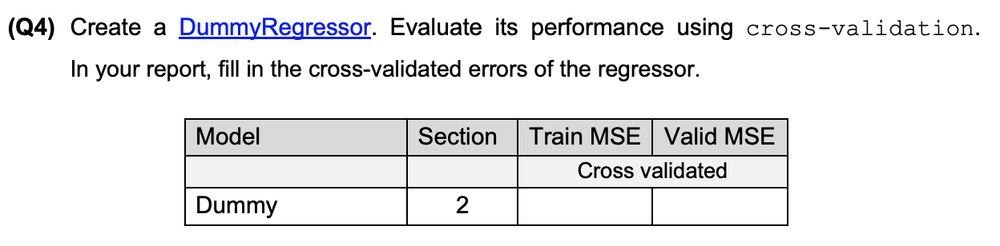 (Q4) Create a DummyRegressor. Evaluate its performance using cross-validation.
In your report, fill in the cross-validated errors of the regressor.
Model Section Train MSE Valid MSE
Cross validated
Dummy 2